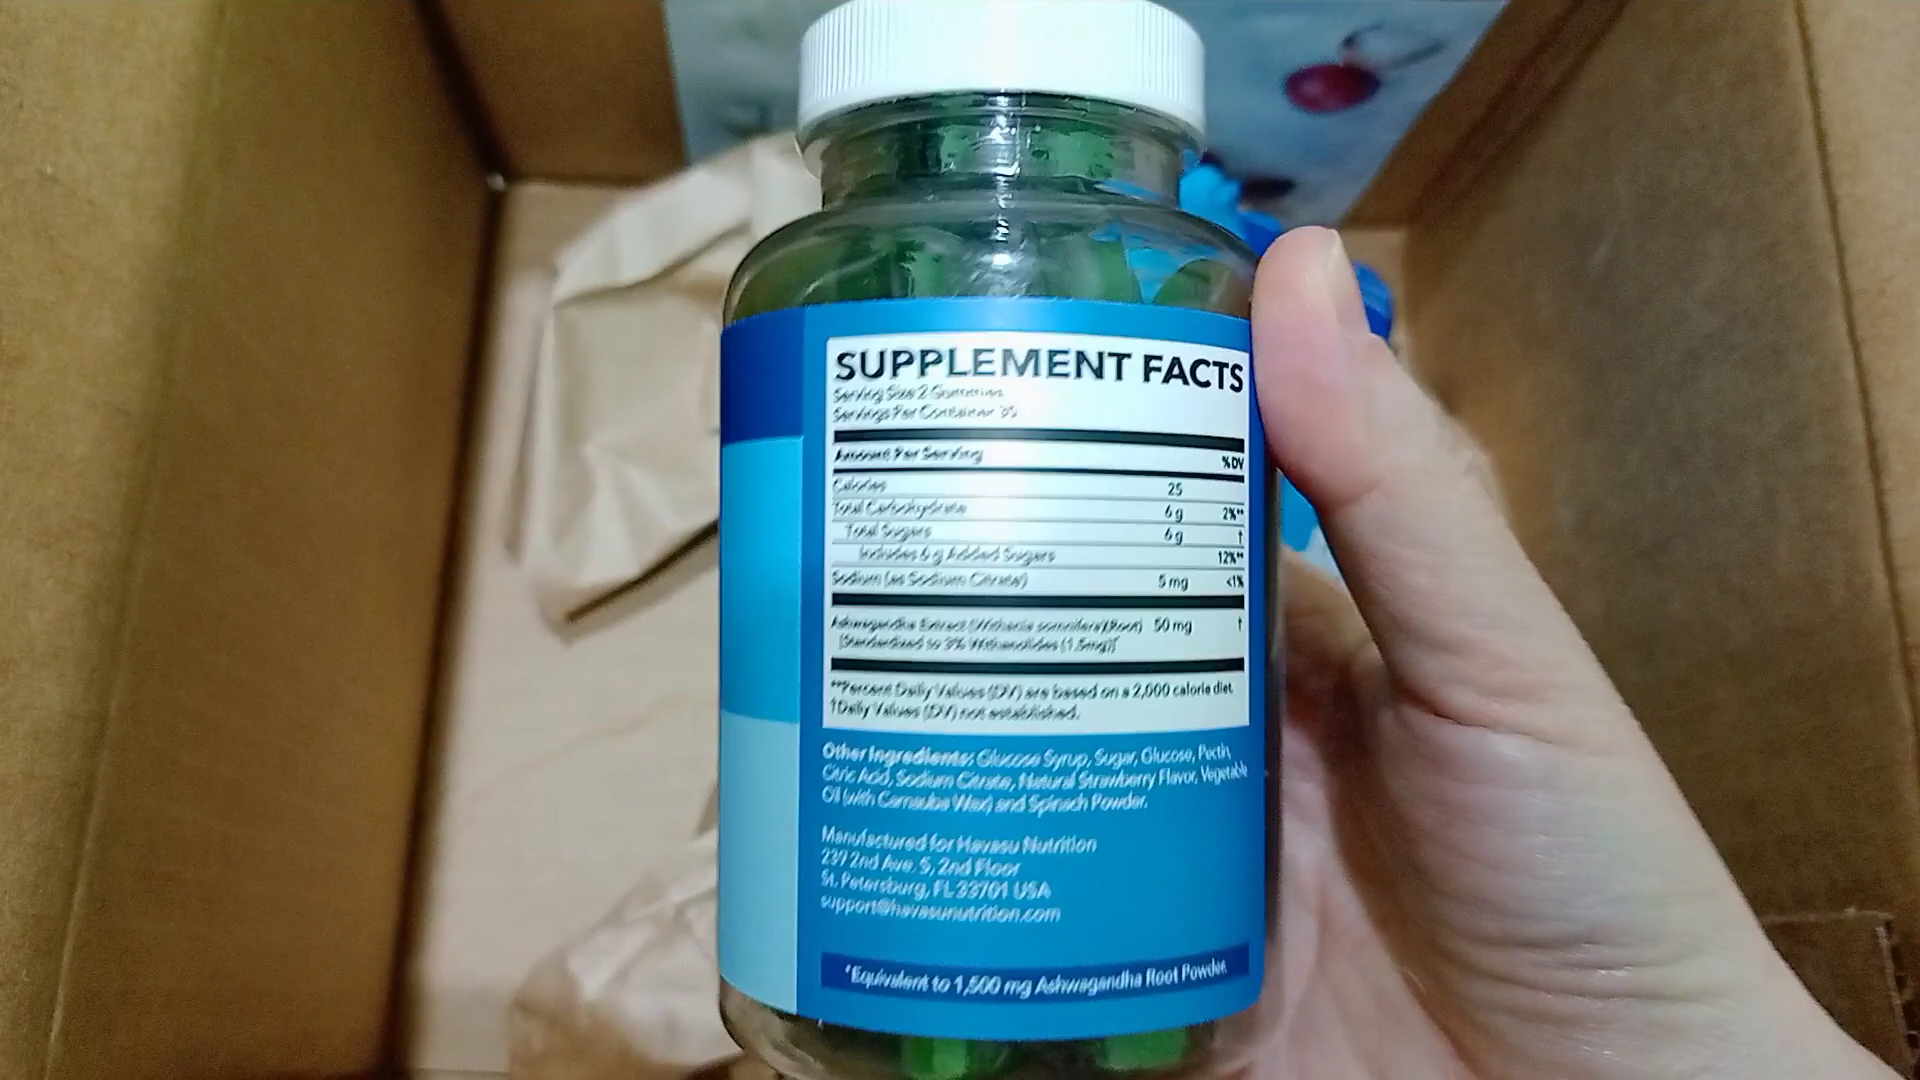 SUPPLEMENT FACTS
Serving Size 2 Gummies
Servings Per Container 30
Amount Per Serving %DV
Calories 25
Total Carbohydrate 6 g 2%**
Total Sugars 6 g †
Includes 6 g Added Sugars 12%**
Sodium (as Sodium Citrate) 5 mg <1%
Ashwagandha Extract (Withania somnifera)(Root) 50 mg †
[Standardized to 3% Withanolides (1.5mg)]*
**Percent Daily Values (DV) are based on a 2,000 calorie diet.
†Daily Values (DV) not established.
Other Ingredients: Glucose Syrup, Sugar, Glucose, Pectin,
Citric Acid, Sodium Citrate, Natural Strawberry Flavor, Vegetable
Oil (with Carnauba Wax) and Spinach Powder.
Manufactured for Havasu Nutrition
239 2nd Ave. S, 2nd Floor
St. Petersburg, FL 33701 USA
support@havasunutrition.com
*Equivalent to 1,500 mg Ashwagandha Root Powder.